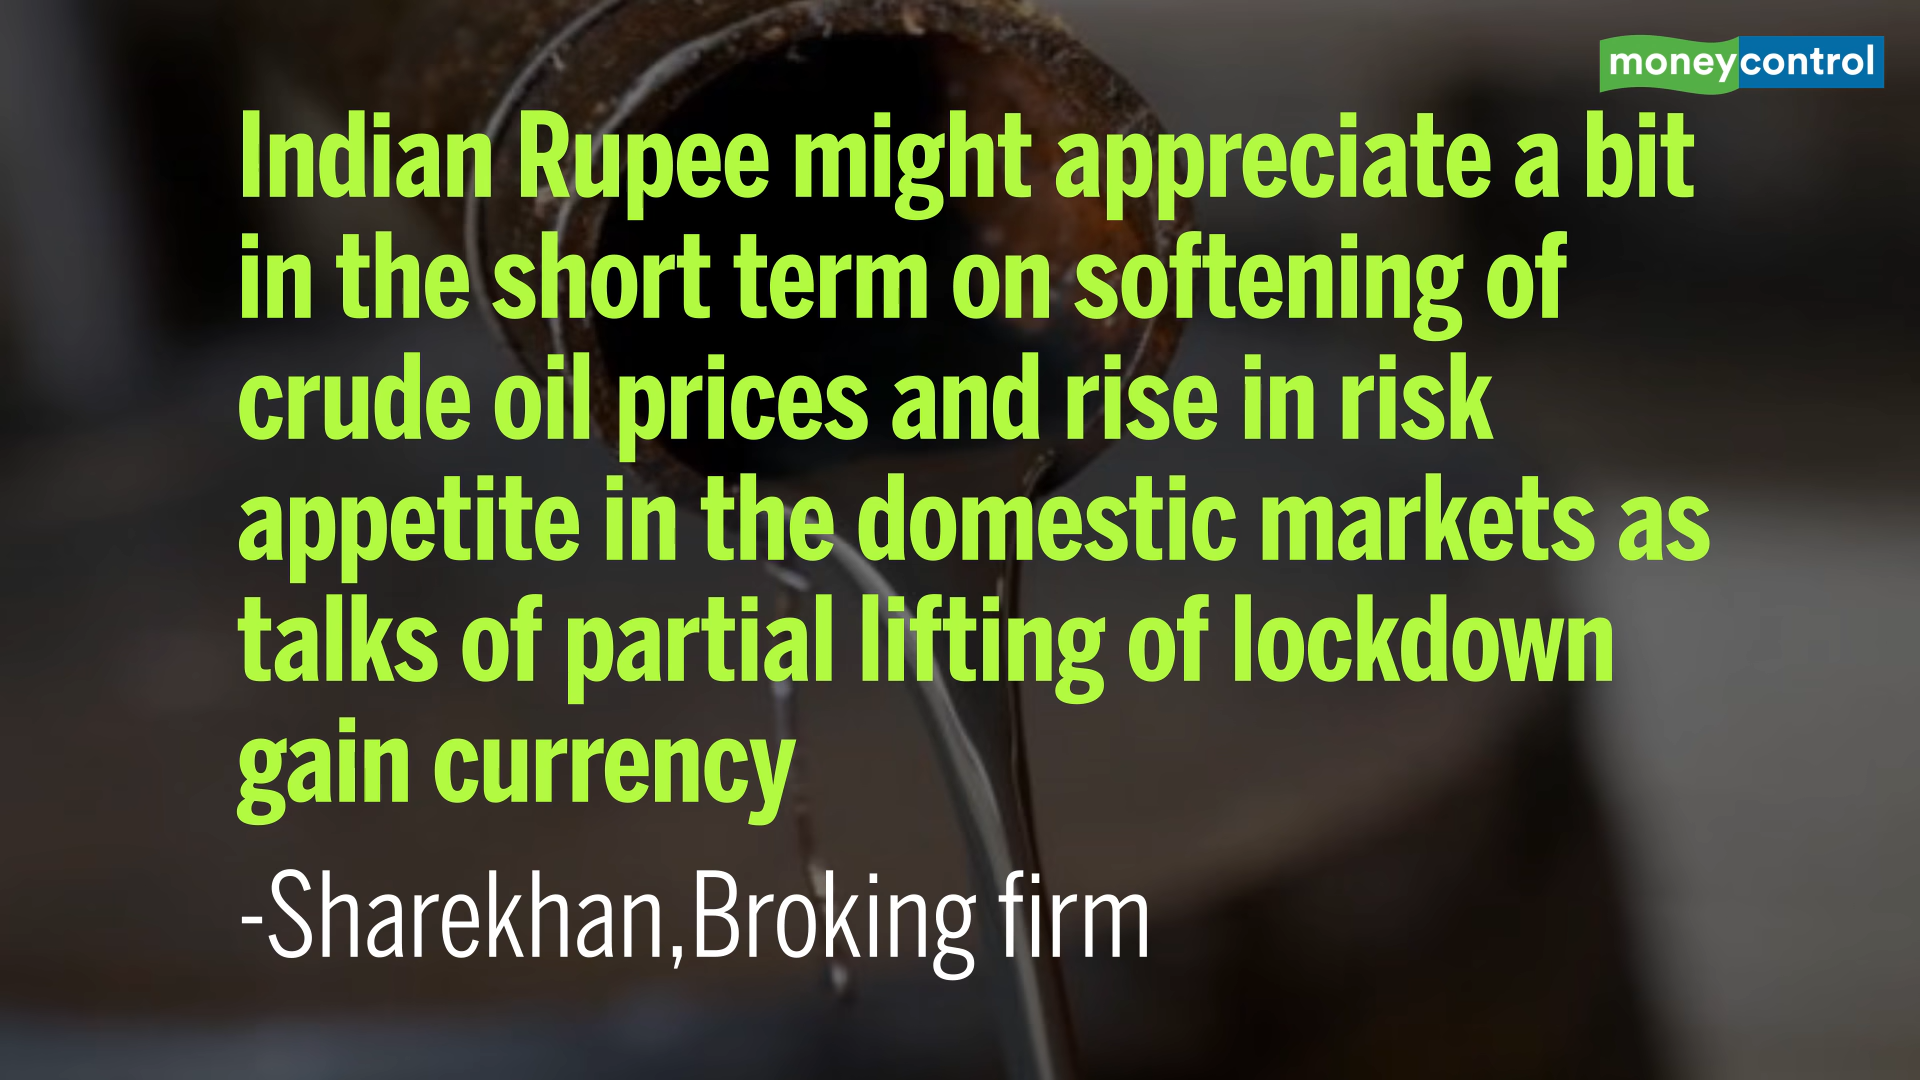 moneycontrol
Indian Rupee might appreciate a bit
in the short term on softening of
crude oil prices and rise in risk
appetite in the domestic markets as
talks of partial lifting of lockdown
gain currency
-Sharekhan,Broking firm